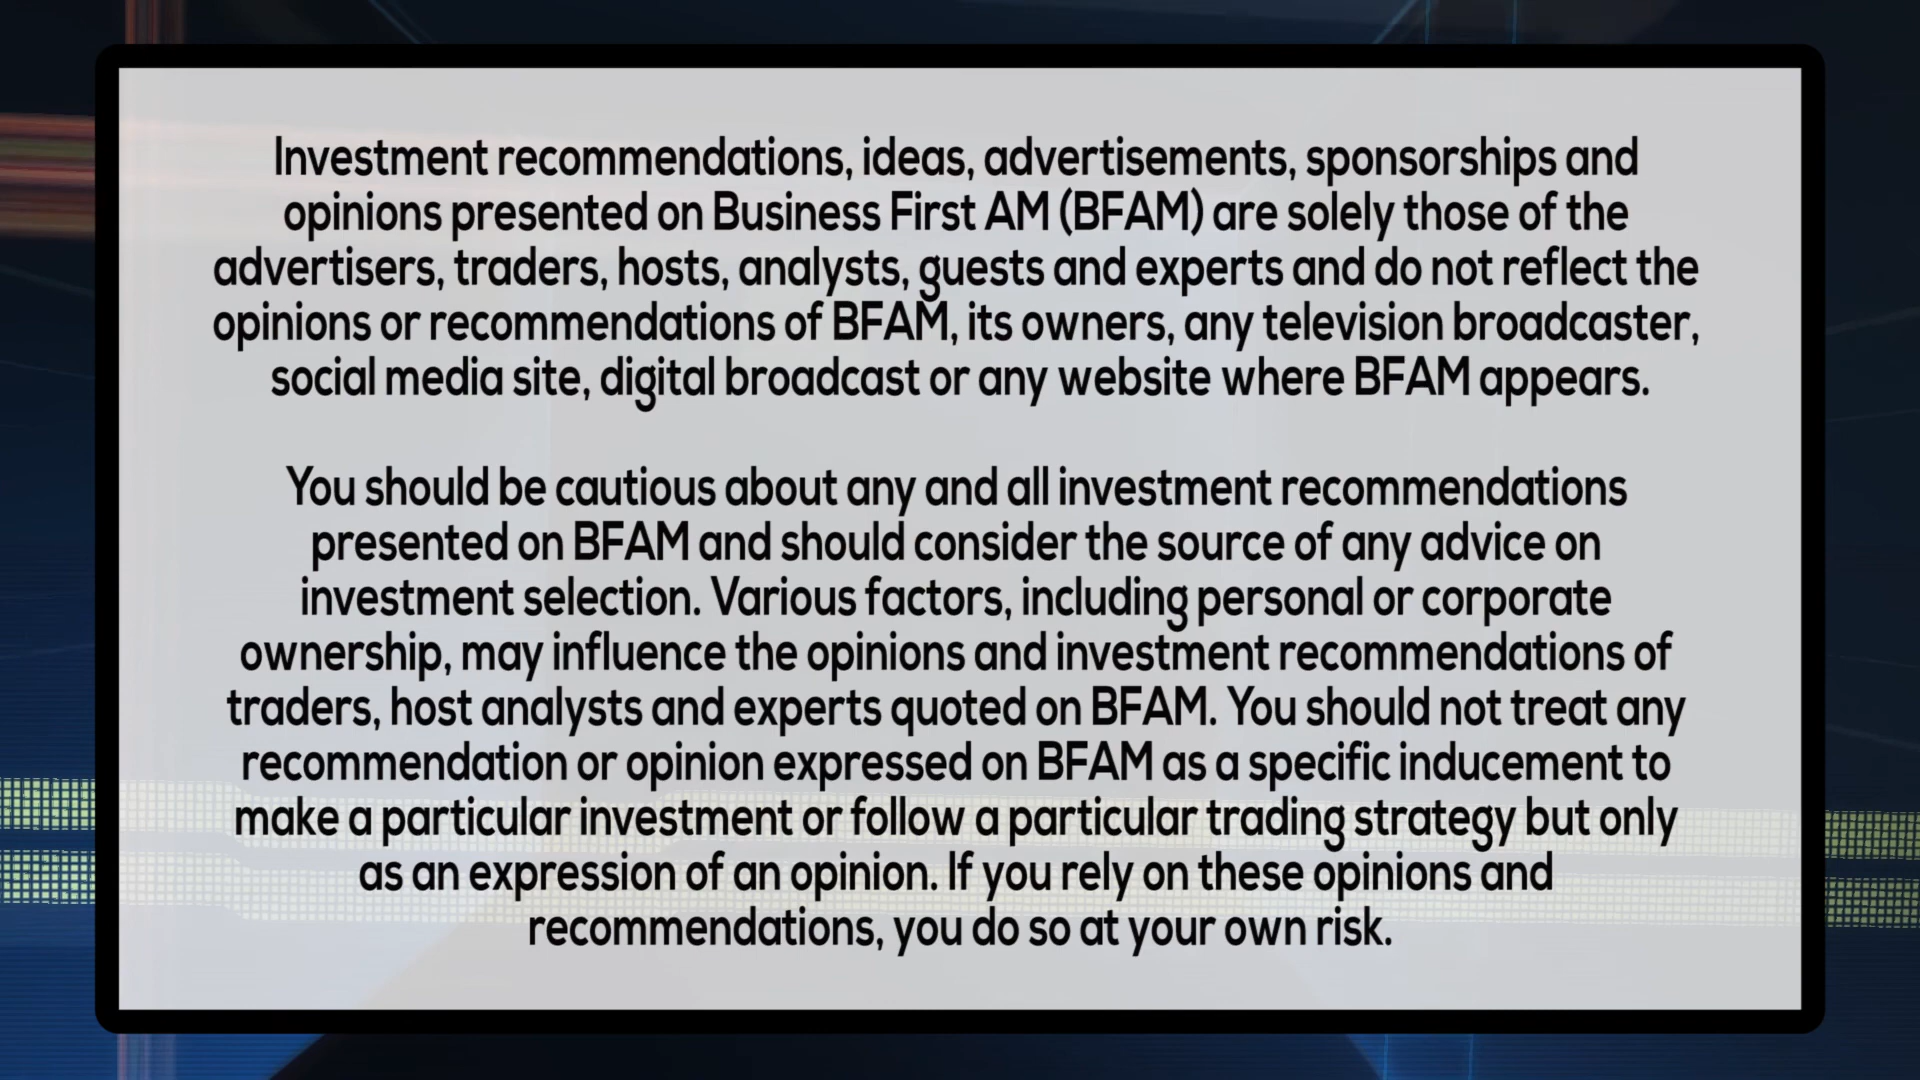 Investment recommendations, ideas, advertisements, sponsorships and
opinions presented on Business First AM (BFAM) are solely those of the
advertisers, traders, hosts, analysts, guests and experts and do not reflect the
opinions or recommendations of BFAM, its owners, any television broadcaster,
social media site, digital broadcast or any website where BFAM appears.
You should be cautious about any and all investment recommendations
presented on BFAM and should consider the source of any advice on
investment selection. Various factors, including personal or corporate
ownership, may influence the opinions and investment recommendations of
traders, host analysts and experts quoted on BFAM. You should not treat any
recommendation or opinion expressed on BFAM as a specific inducement to
make a particular investment or follow a particular trading strategy but only
as an expression of an opinion. If you rely on these opinions and
recommendations, you do so at your own risk.